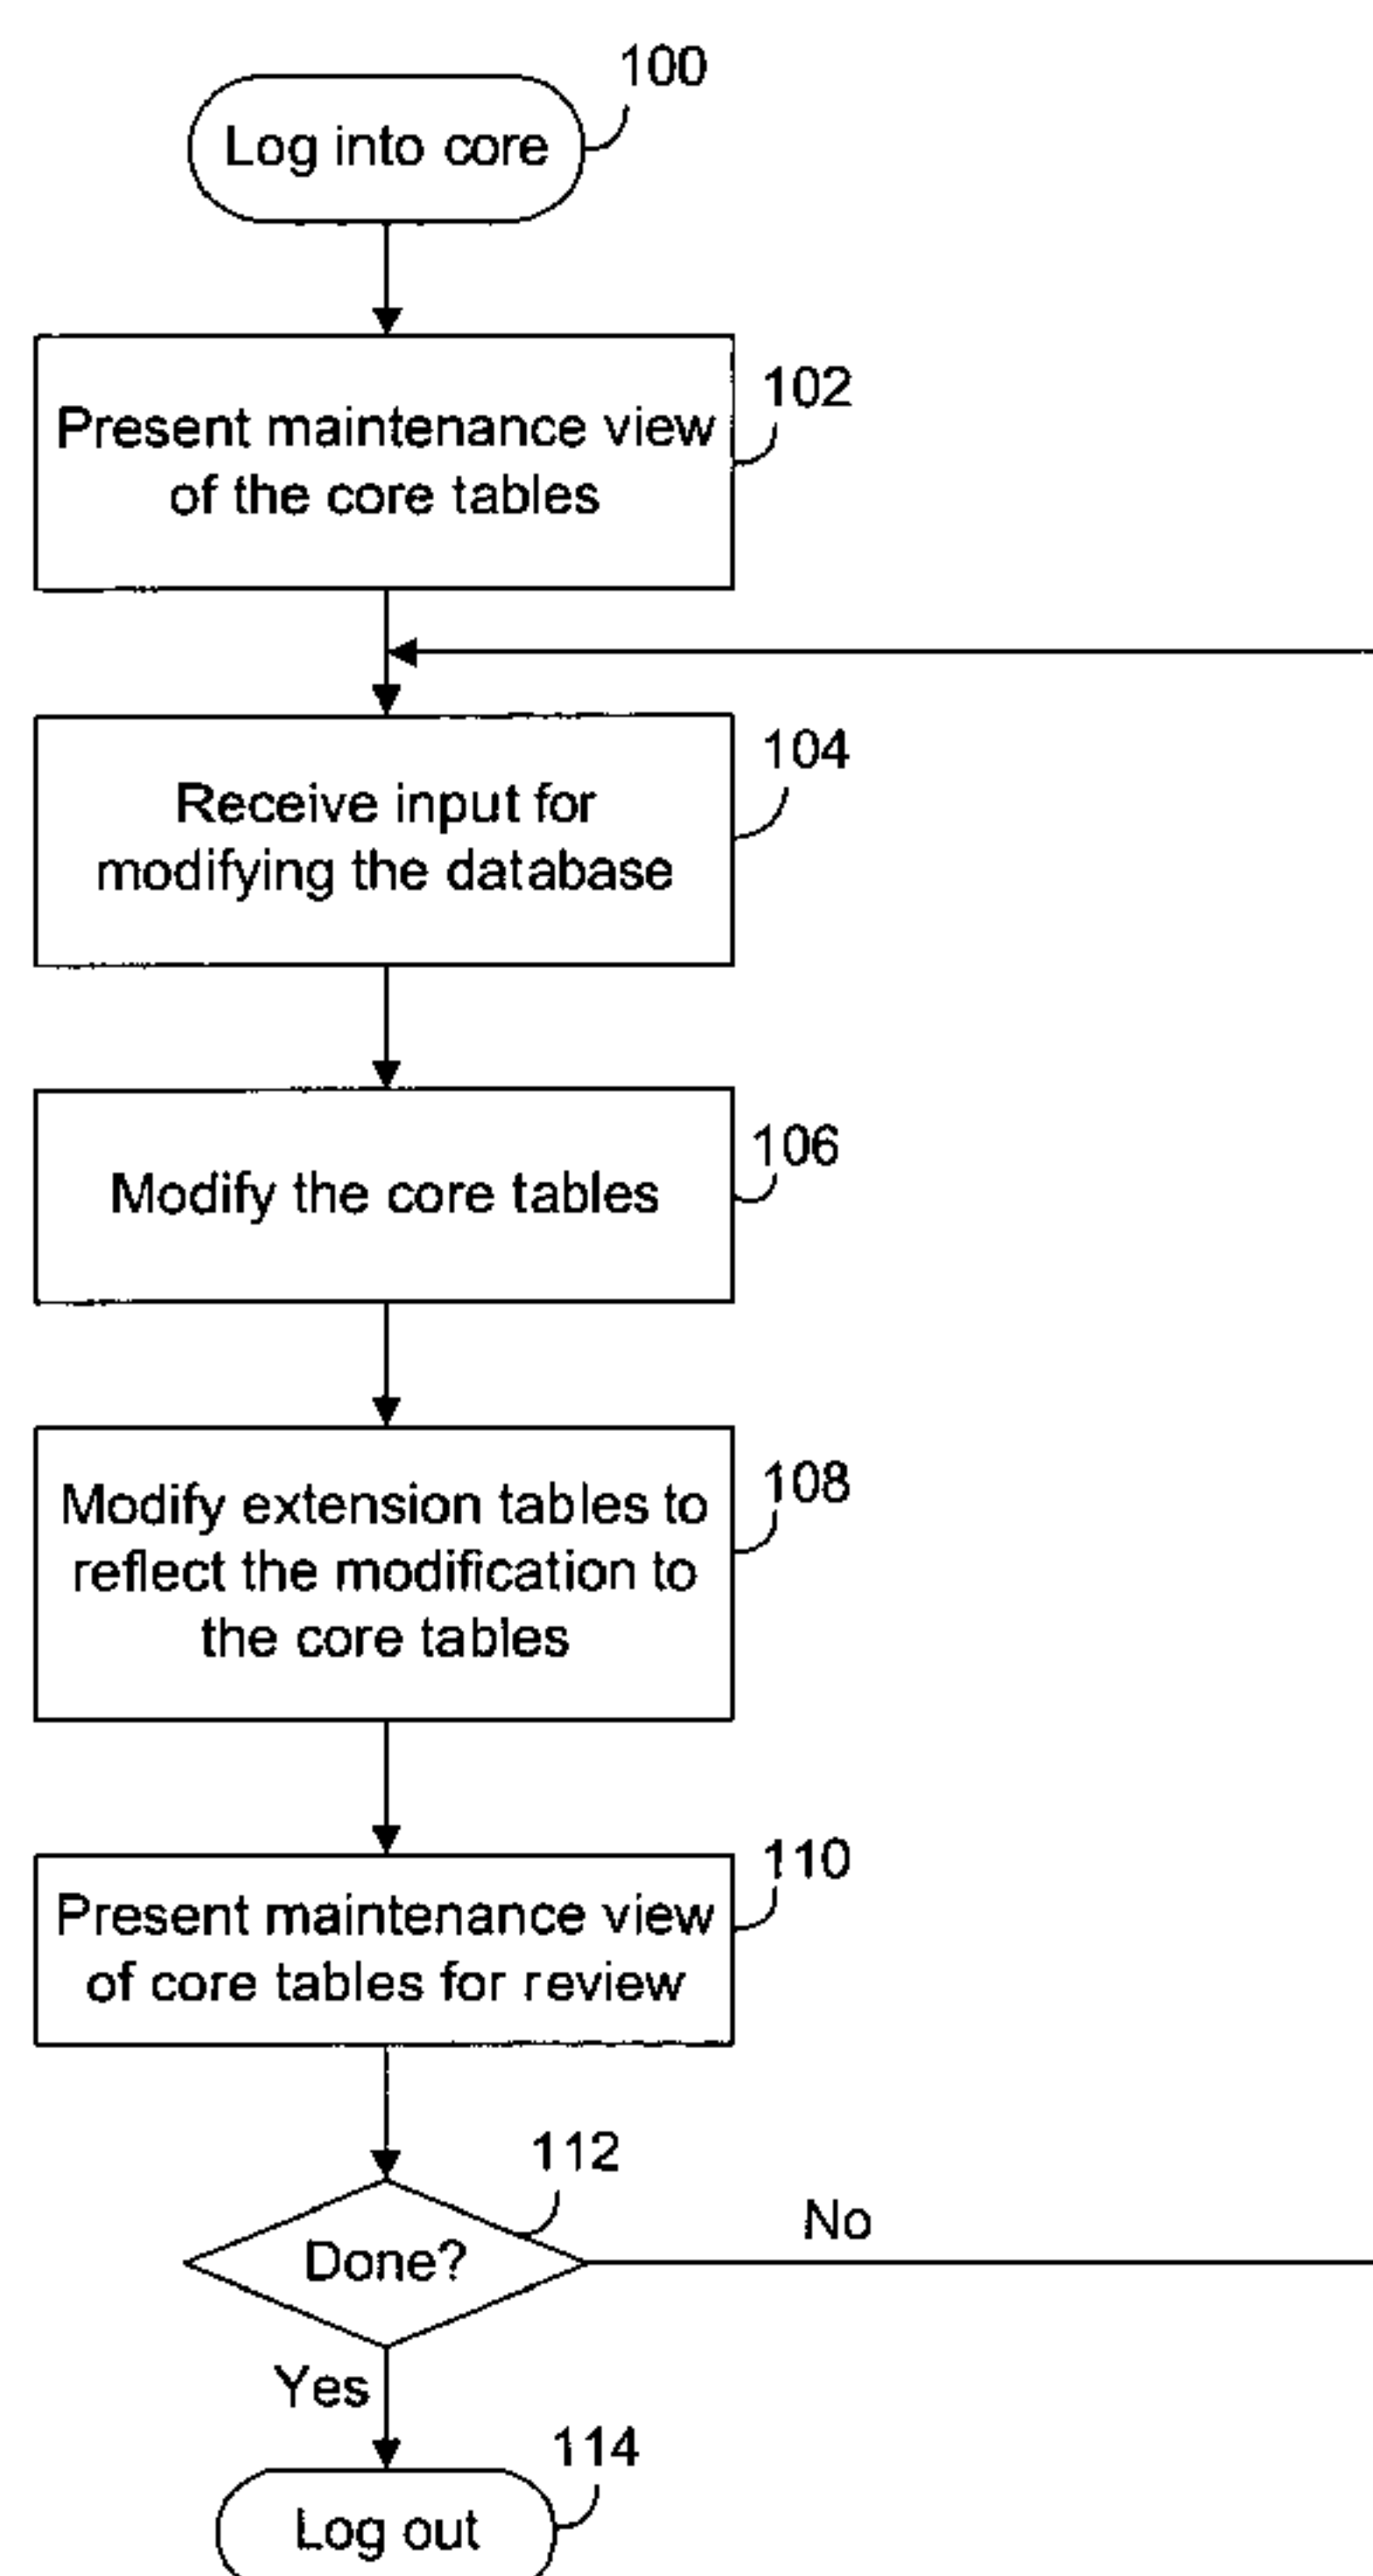 100
Log into core
102
Present maintenance view
of the core tables
104
Receive input for
modifying the database
106
Modify the core tables
108
Modify extension tables to
reflect the modification to
the core tables
110
Present maintenance view
of core tables for review
112
Done?
No
Yes
114
Log out